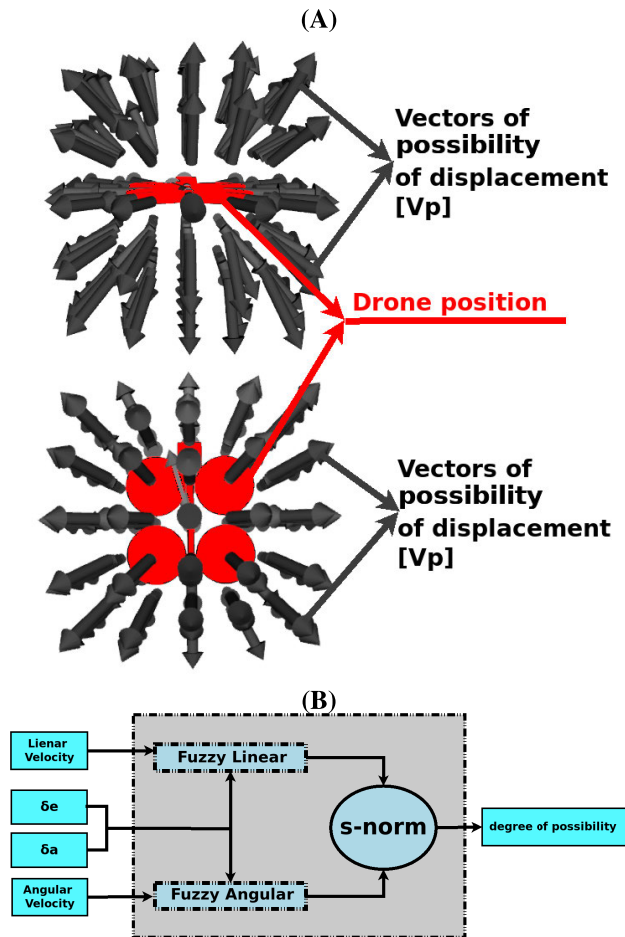 (A)
Vectors of
possibility
of displacement
[Vp]
Drone position
Vectors of
possibility
of displacement
[Vp]
(B)
Lienar
Velocity
Fuzzy Linear
δe
s-norm
degree of possibility
δa
Angular
Velocity
Fuzzy Angular